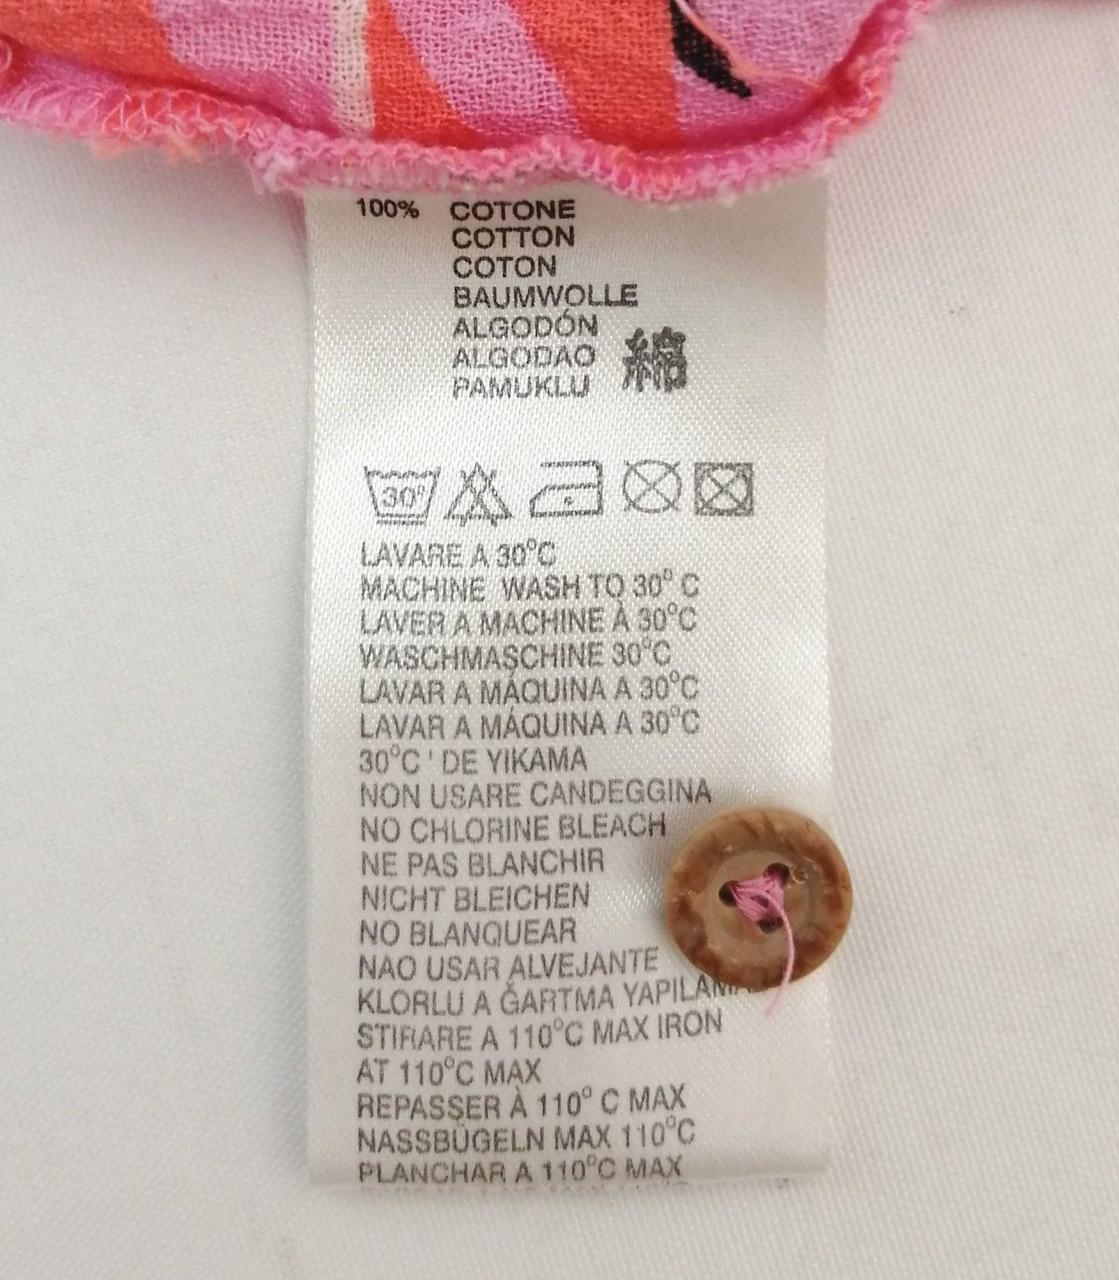 100% COTONE
COTTON
COTON
BAUMWOLLE
ALGODÓN
ALGODAO 綿
PAMUKLU
30°
LAVARE A 30°C
MACHINE WASH TO 30° C
LAVER A MACHINE À 30°C
WASCHMASCHINE 30°C
LAVAR A MÁQUINA A 30°C
LAVAR A MÁQUINA A 30°C
30°C ' DE YIKAMA
NON USARE CANDEGGINA
NO CHLORINE BLEACH
NE PAS BLANCHIR
NICHT BLEICHEN
NO BLANQUEAR
NAO USAR ALVEJANTE
KLORLU A ĞARTMA
STIRARE A 110°C MAX IRON
AT 110°C MAX
REPASSER À 110° C MAX
NASSBÜGELN MAX 110°C
PLANCHAR A 110°C MAX